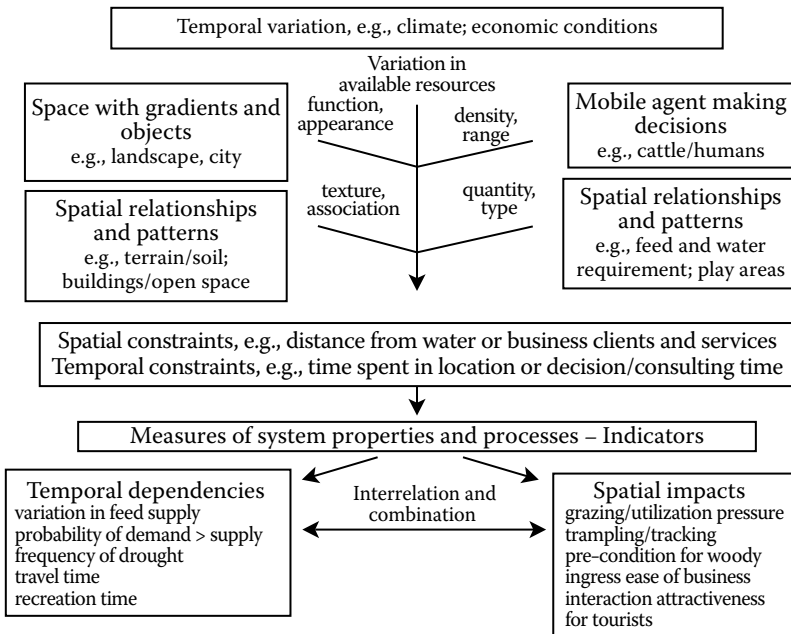 Temporal variation, e.g., climate; economic conditions
Variation in
available resources
Space with gradients and
objects
e.g., landscape, city
function,
appearance
density,
range
Mobile agent making
decisions
e.g., cattle/humans
Spatial relationships
and patterns
e.g., terrain/soil;
buildings/open space
texture,
association
quantity,
type
Spatial relationships
and patterns
e.g., feed and water
requirement; play areas
Spatial constraints, e.g., distance from water or business clients and services
Temporal constraints, e.g., time spent in location or decision/consulting time
Measures of system properties and processes – Indicators
Temporal dependencies
variation in feed supply
probability of demand > supply
frequency of drought
travel time
recreation time
Interrelation and
combination
Spatial impacts
grazing/utilization pressure
trampling/tracking
pre-condition for woody
ingress ease of business
interaction attractiveness
for tourists